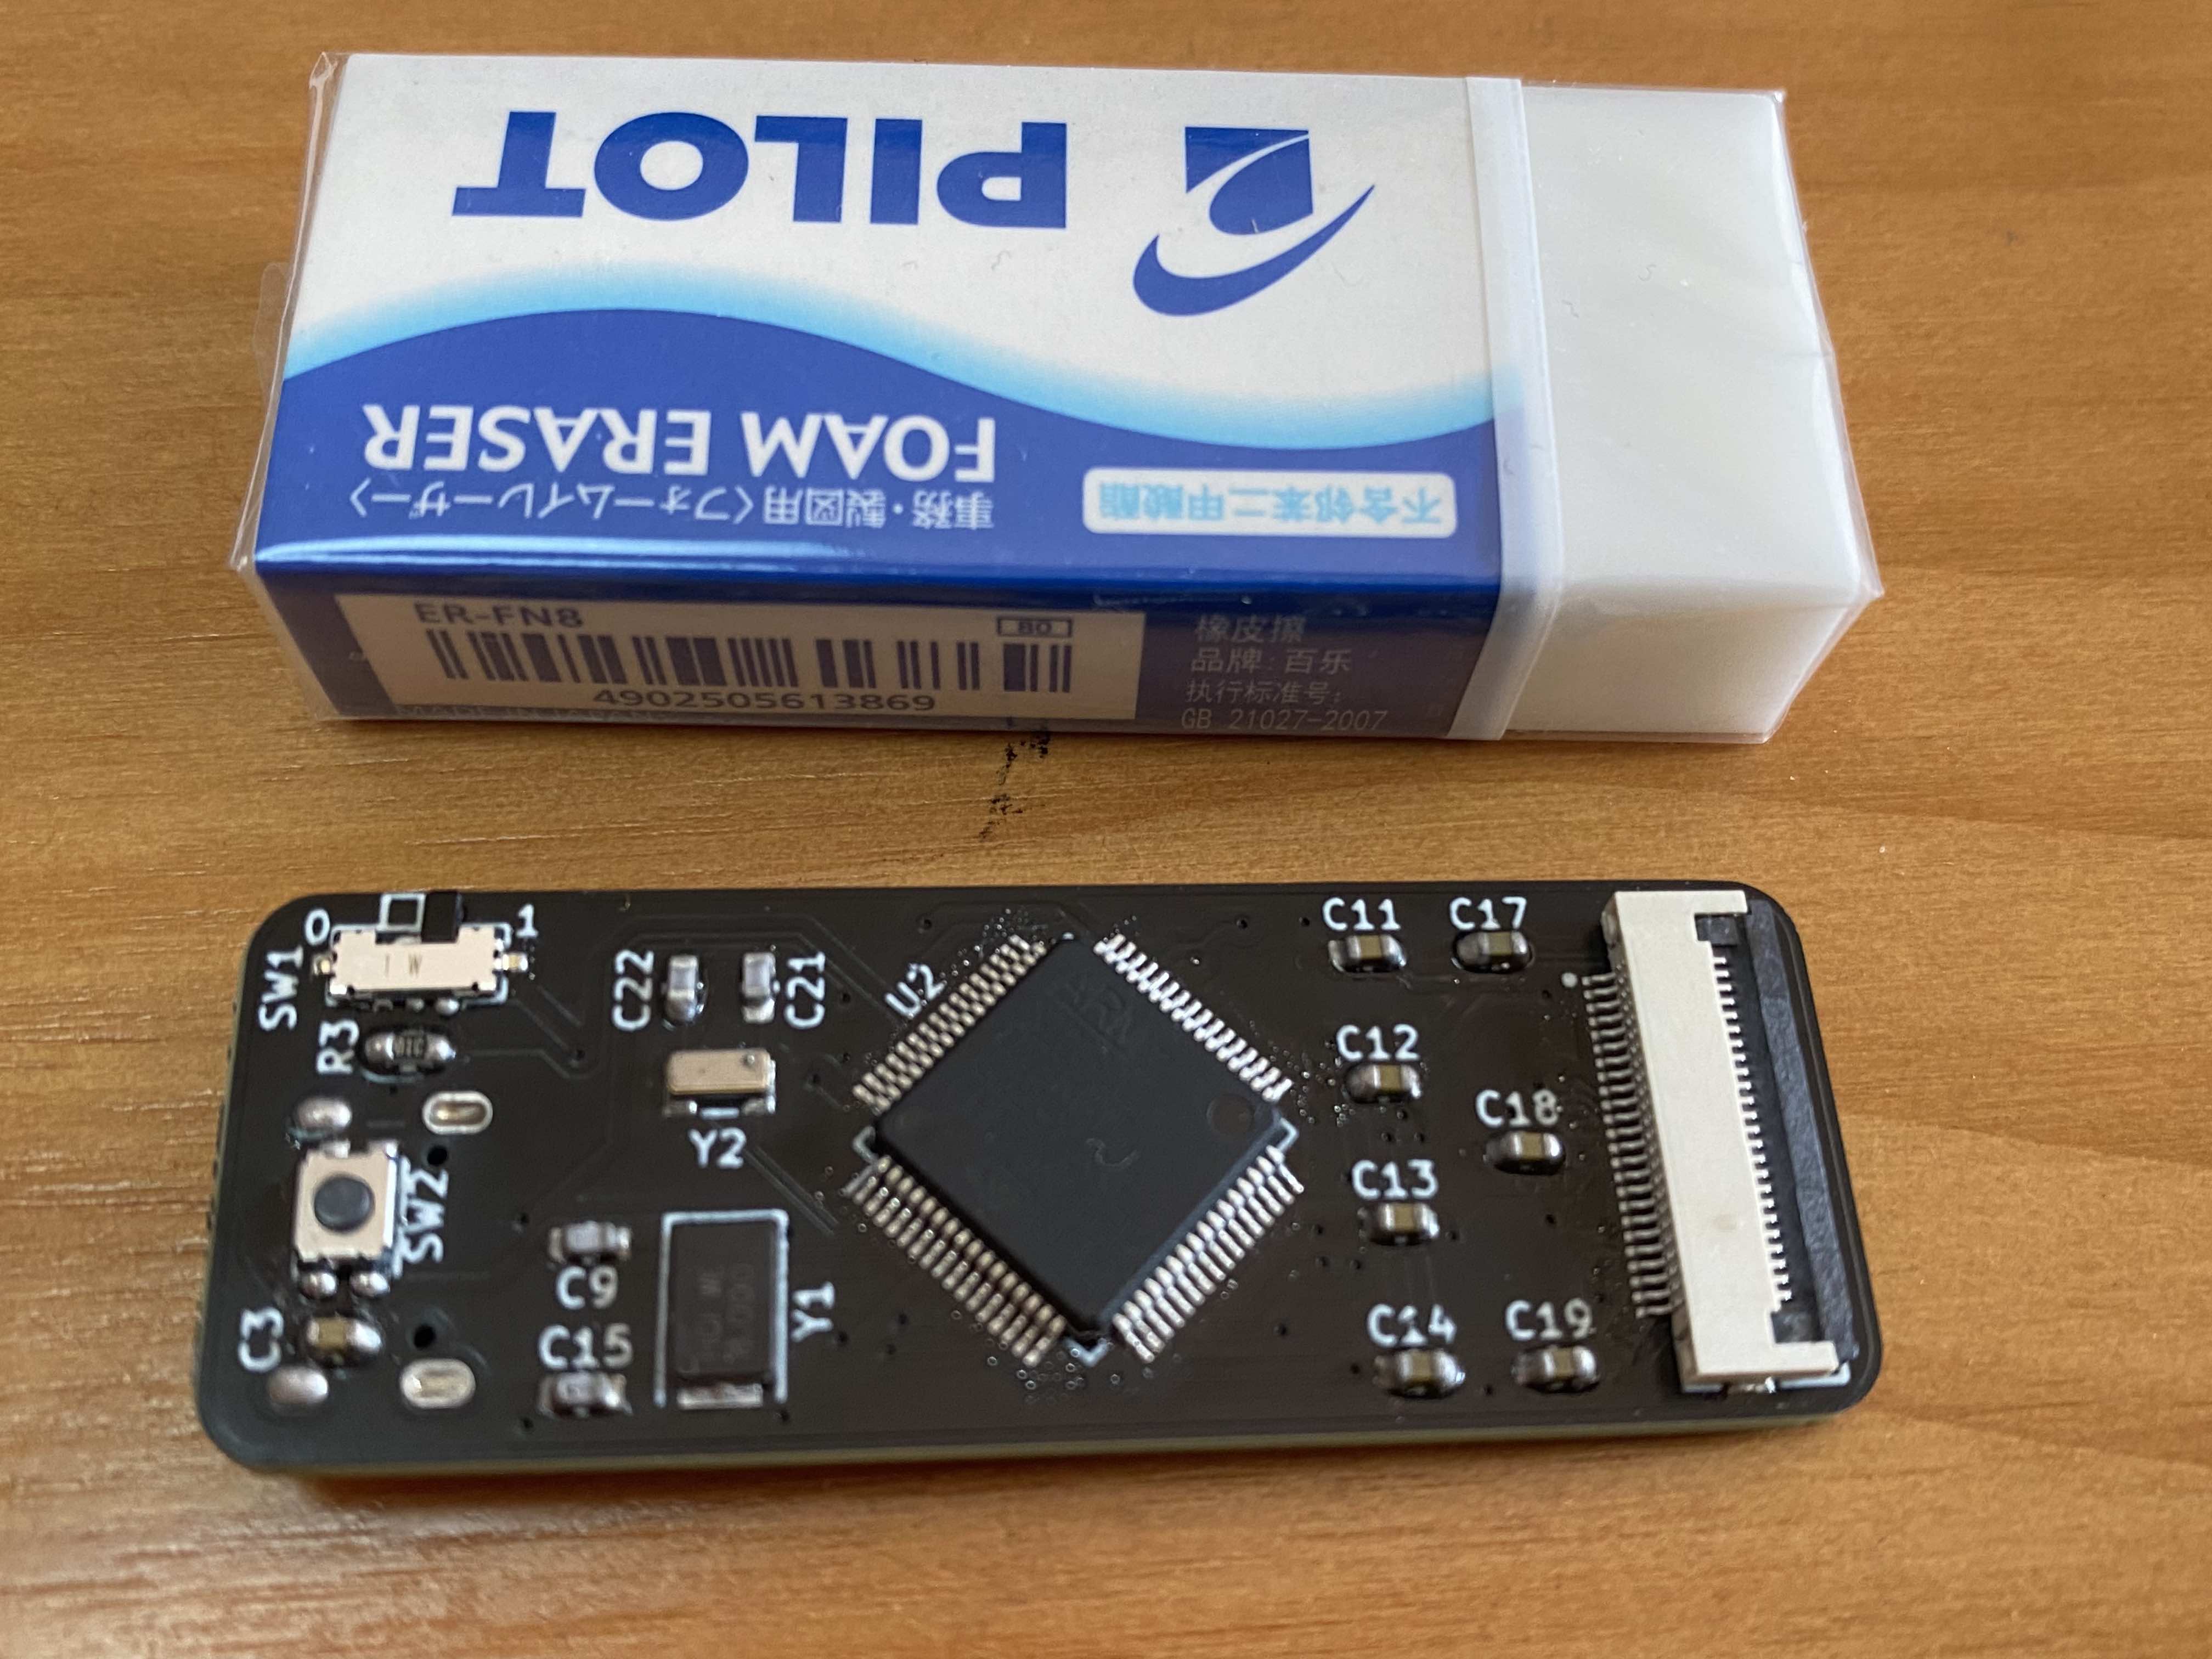 PILOT
FOAM ERASER
事務・製図用〈フォームイレーザー〉
不含邻苯二甲酸酯
ER-FN8
80
4902505613869
橡皮擦
品牌:百乐
执行标准号:
GB 21027-2007
0
1
SW1
R3
C22
C21
U2
C11
C17
Y2
C12
C18
SW2
C13
C9
Y1
C3
C15
C14
C19
ARM